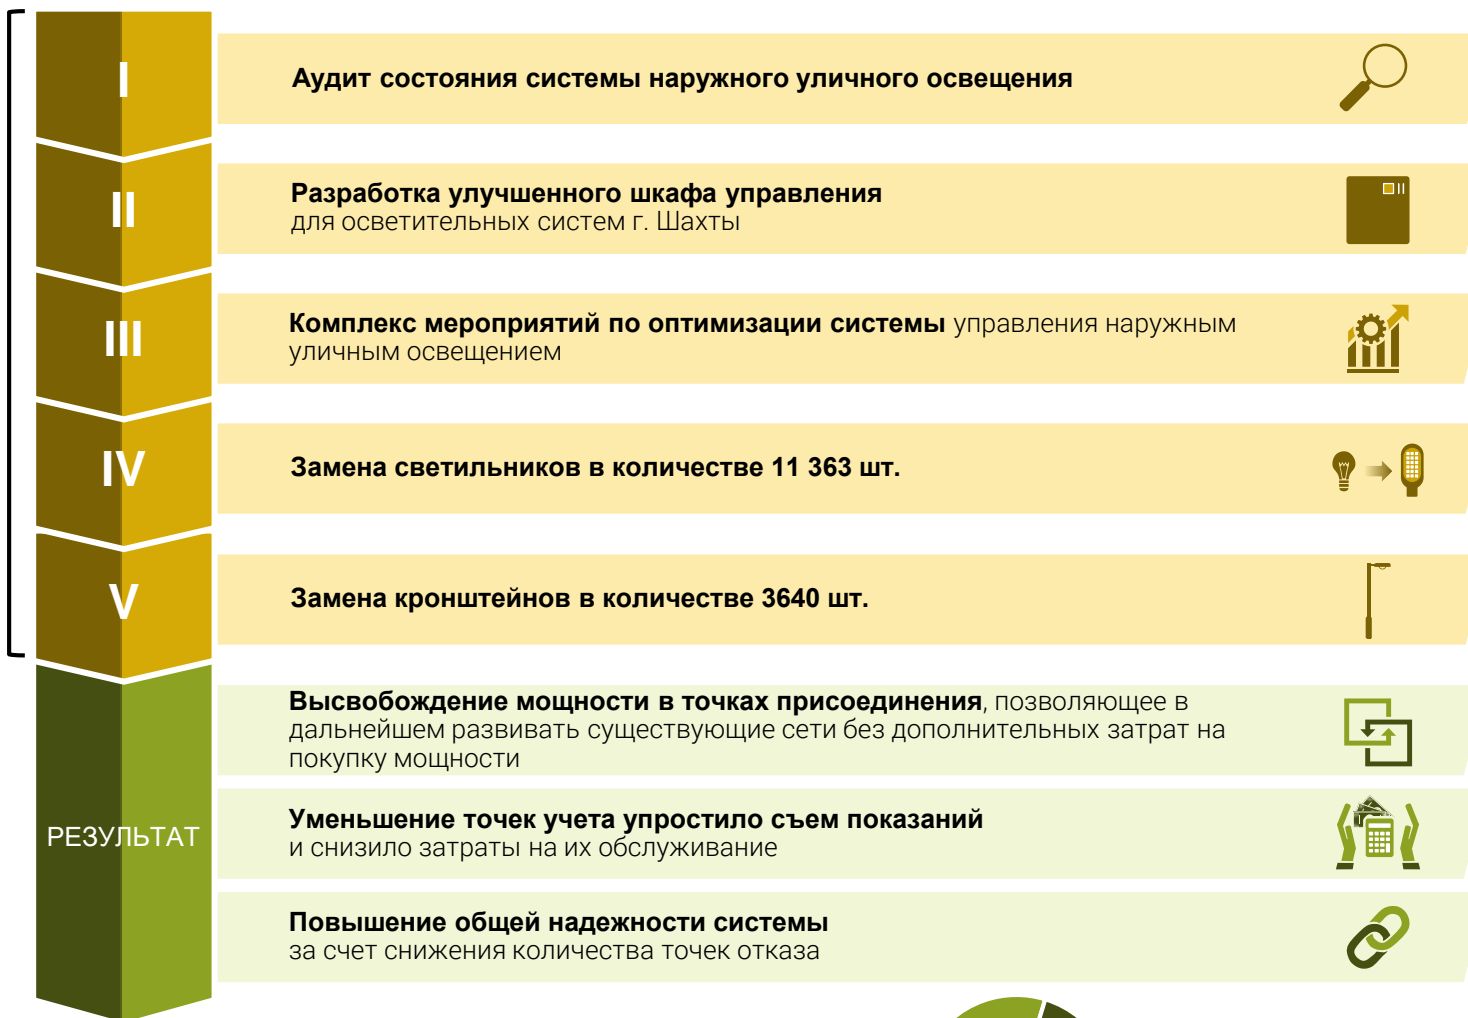 I
Аудит состояния системы наружного уличного освещения
II
Разработка улучшенного шкафа управления
для осветительных систем г. Шахты
III
Комплекс мероприятий по оптимизации системы управления наружным
уличным освещением
IV
Замена светильников в количестве 11 363 шт.
V
Замена кронштейнов в количестве 3640 шт.
РЕЗУЛЬТАТ
Высвобождение мощности в точках присоединения, позволяющее в
дальнейшем развивать существующие сети без дополнительных затрат на
покупку мощности
Уменьшение точек учета упростило съем показаний
и снизило затраты на их обслуживание
Повышение общей надежности системы
за счет снижения количества точек отказа